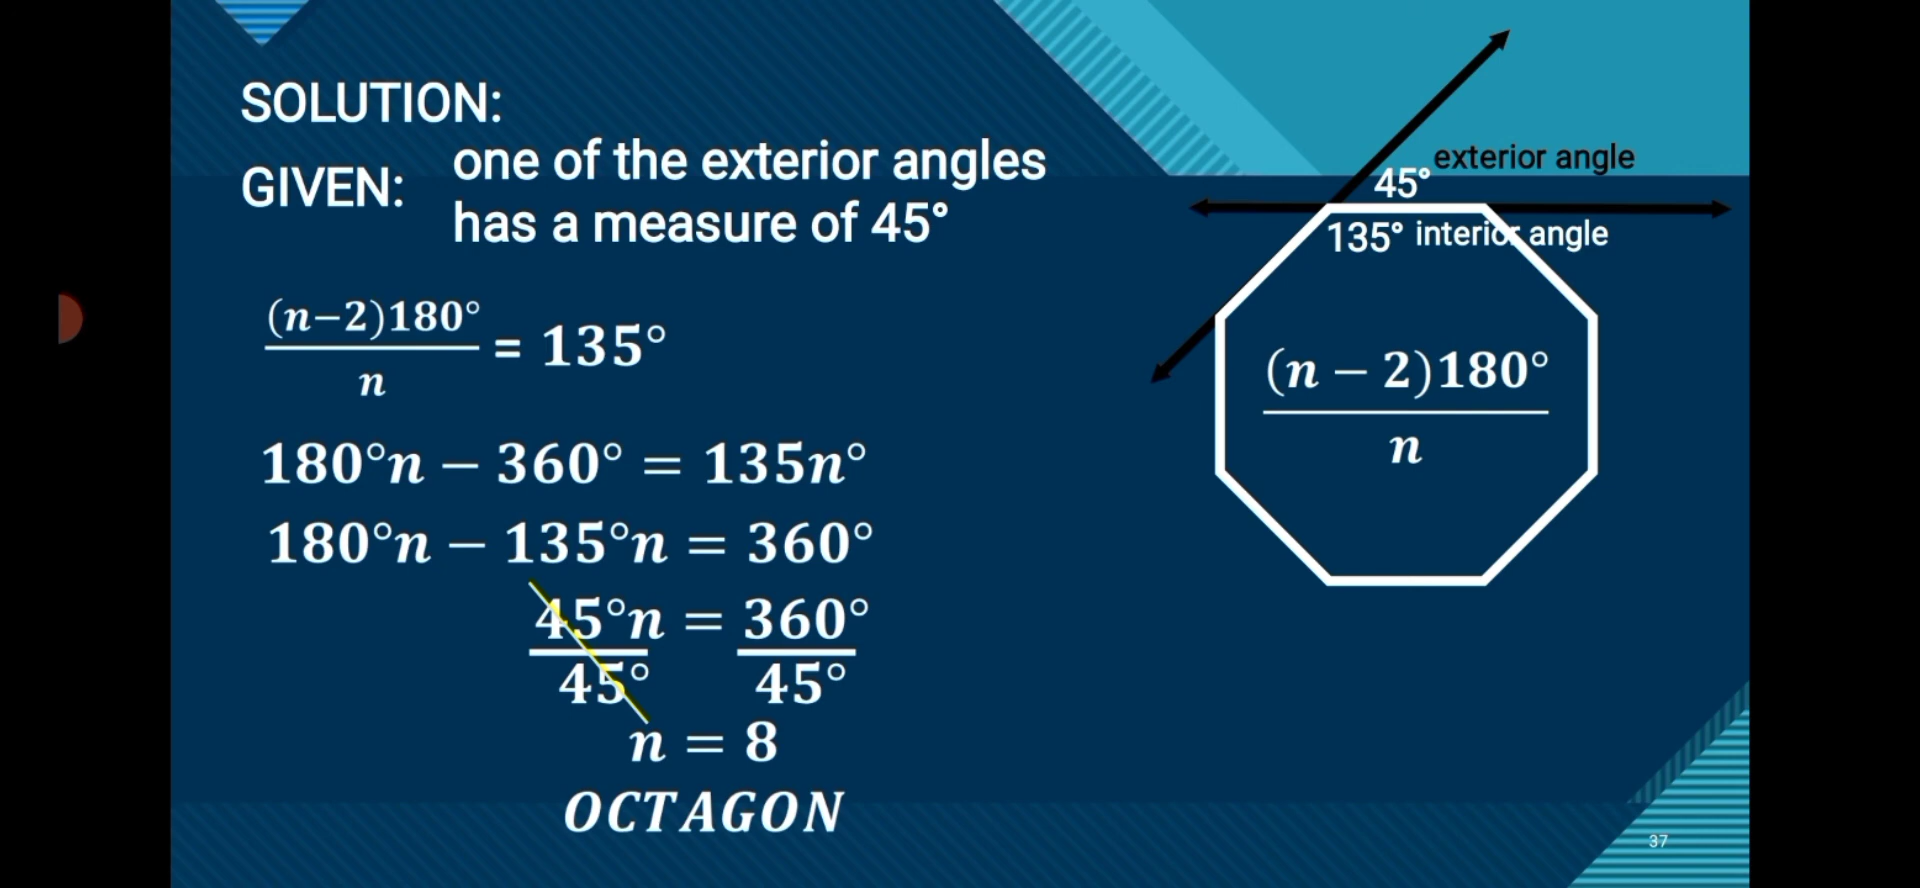 SOLUTION:
GIVEN: one of the exterior angles
has a measure of 45°
(n−2)180°
n
= 135°
180°n − 360° = 135n°
180°n − 135°n = 360°
45°n = 360°
45° 45°
n = 8
OCTAGON
45° exterior angle
135° interior angle
(n − 2)180°
n
37